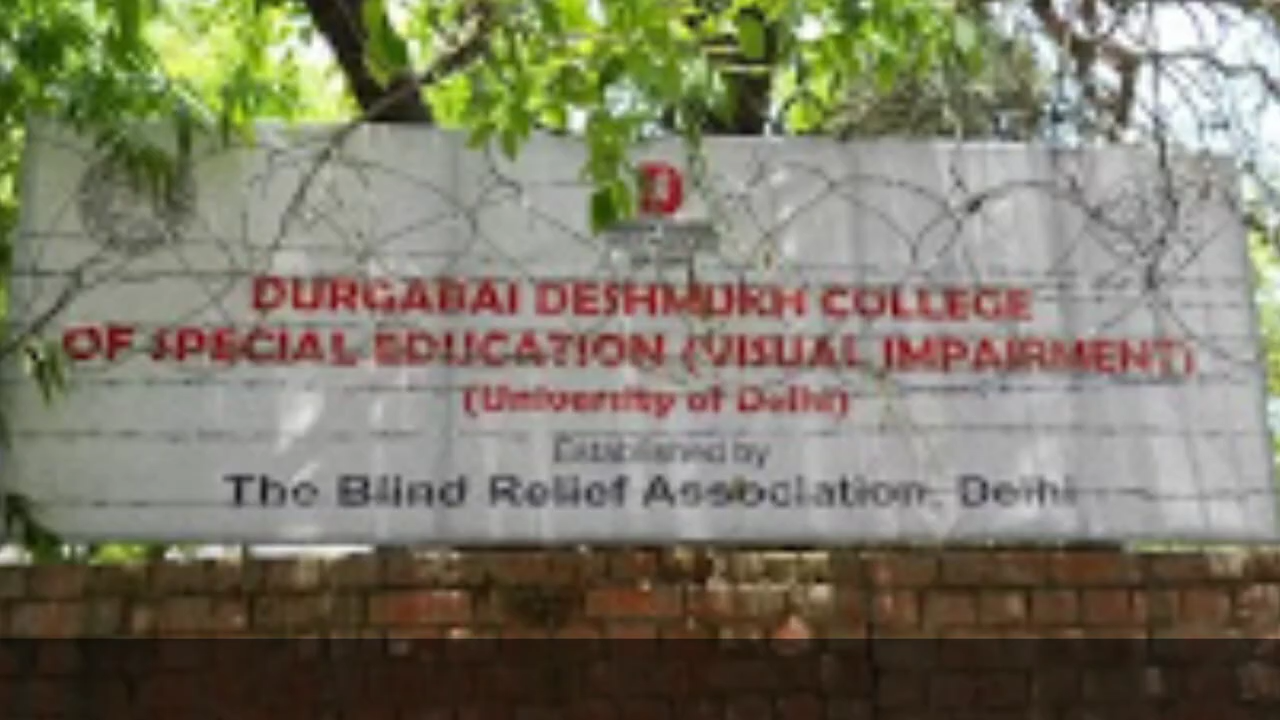 D
DURGABAI DESHMUKH COLLEGE
OF SPECIAL EDUCATION (VISUAL IMPAIRMENT)
(University of Delhi)
Established by
The Blind Relief Association, Delhi